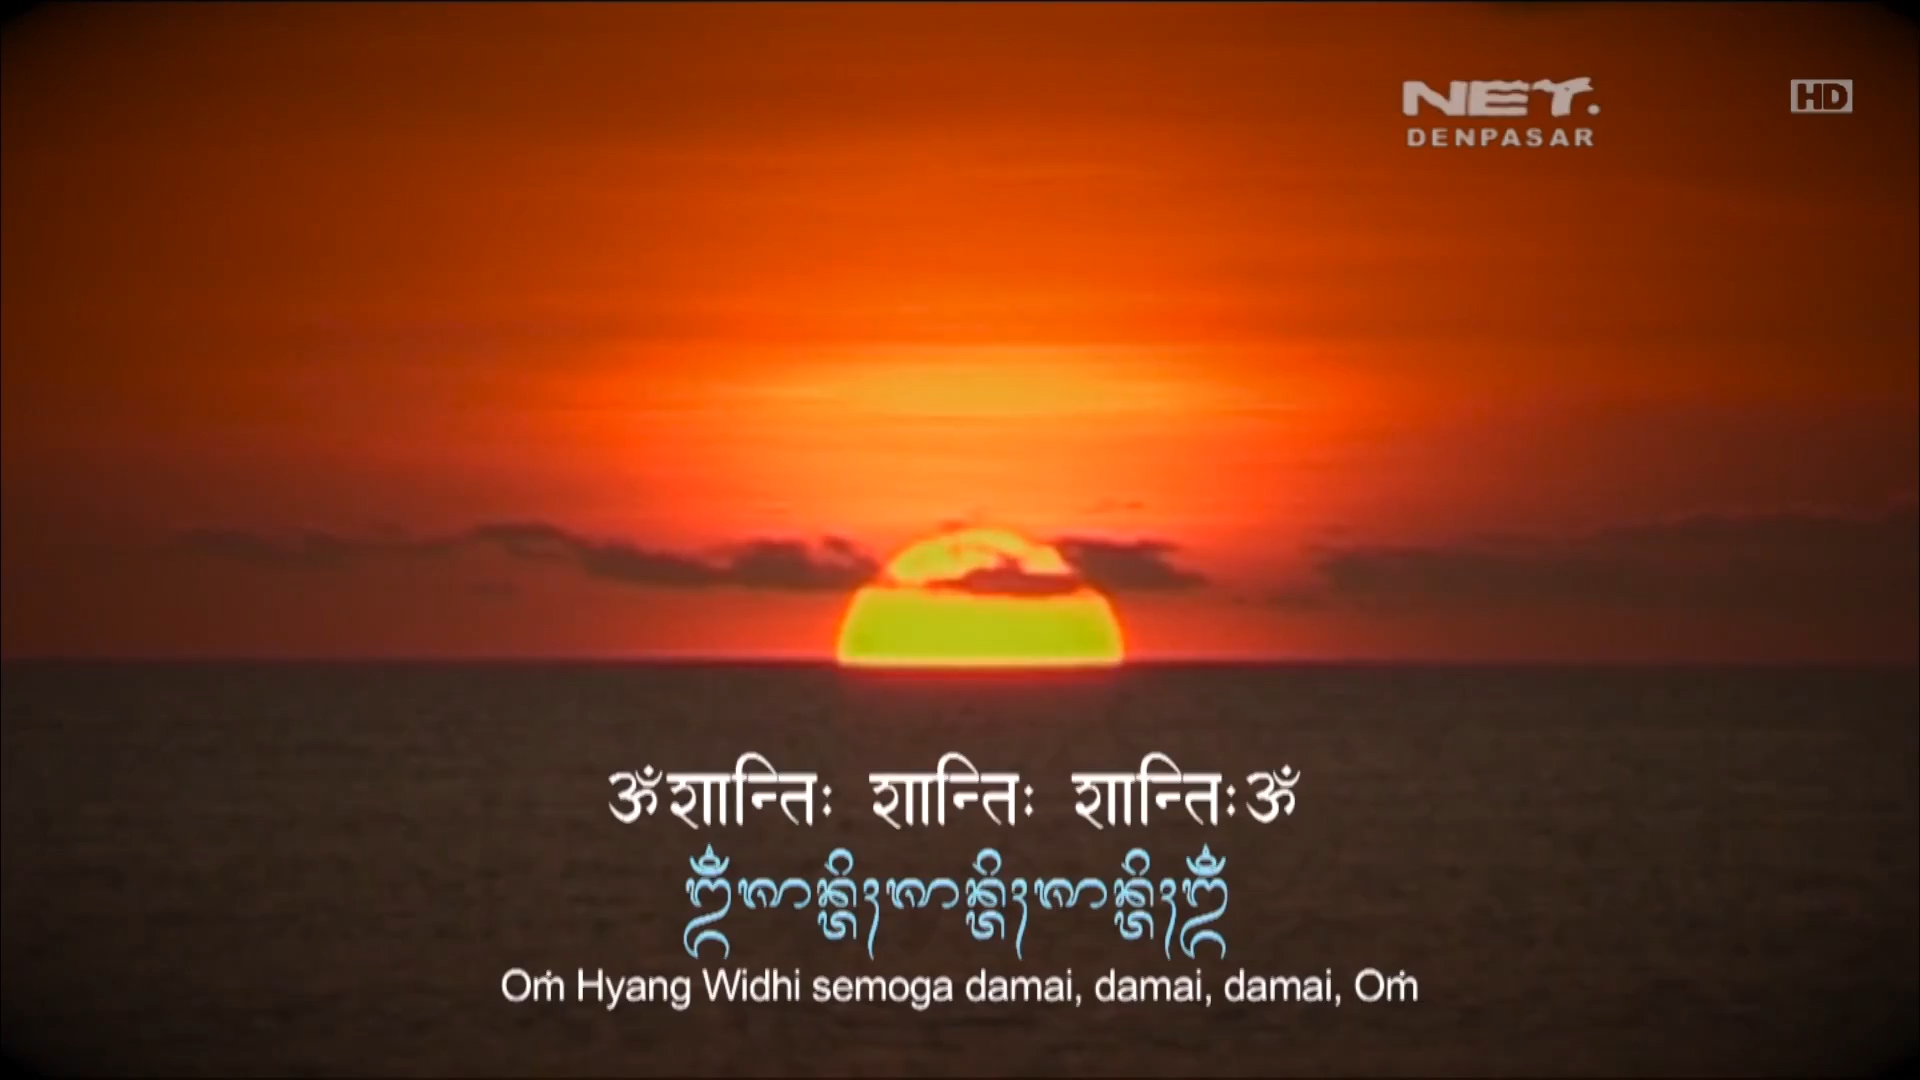 NET.
DENPASAR
HD
ॐ शान्तिः शान्तिः शान्तिःॐ
ᬒᬁᬰᬵᬦ᭄ᬢᬶᬄᬰᬵᬦ᭄ᬢᬶᬄᬰᬵᬦ᭄ᬢᬶᬄᬒᬁ
Oṁ Hyang Widhi semoga damai, damai, damai, Oṁ